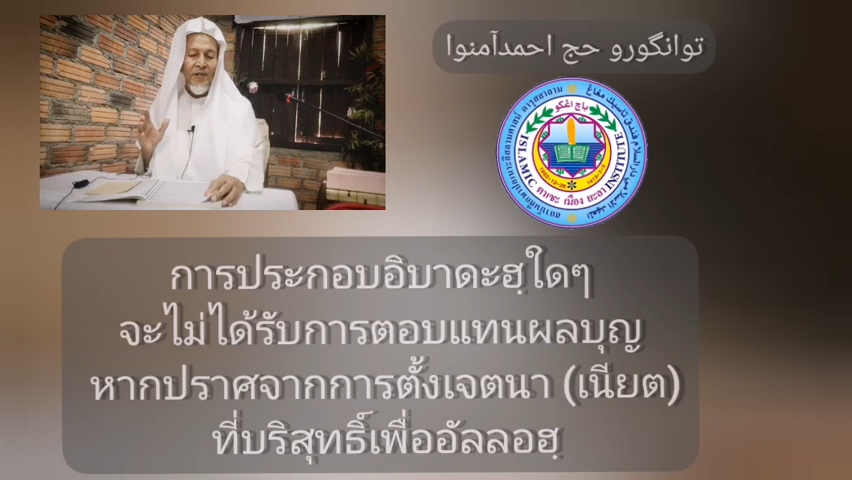 توانگورو حج احمدآمنوا
ISLAMIC INSTITUTE
การประกอบอิบาดะฮฺใดๆ
จะไม่ได้รับการตอบแทนผลบุญ
หากปราศจากการตั้งเจตนา (เนียต)
ที่บริสุทธิ์เพื่ออัลลอฮฺ